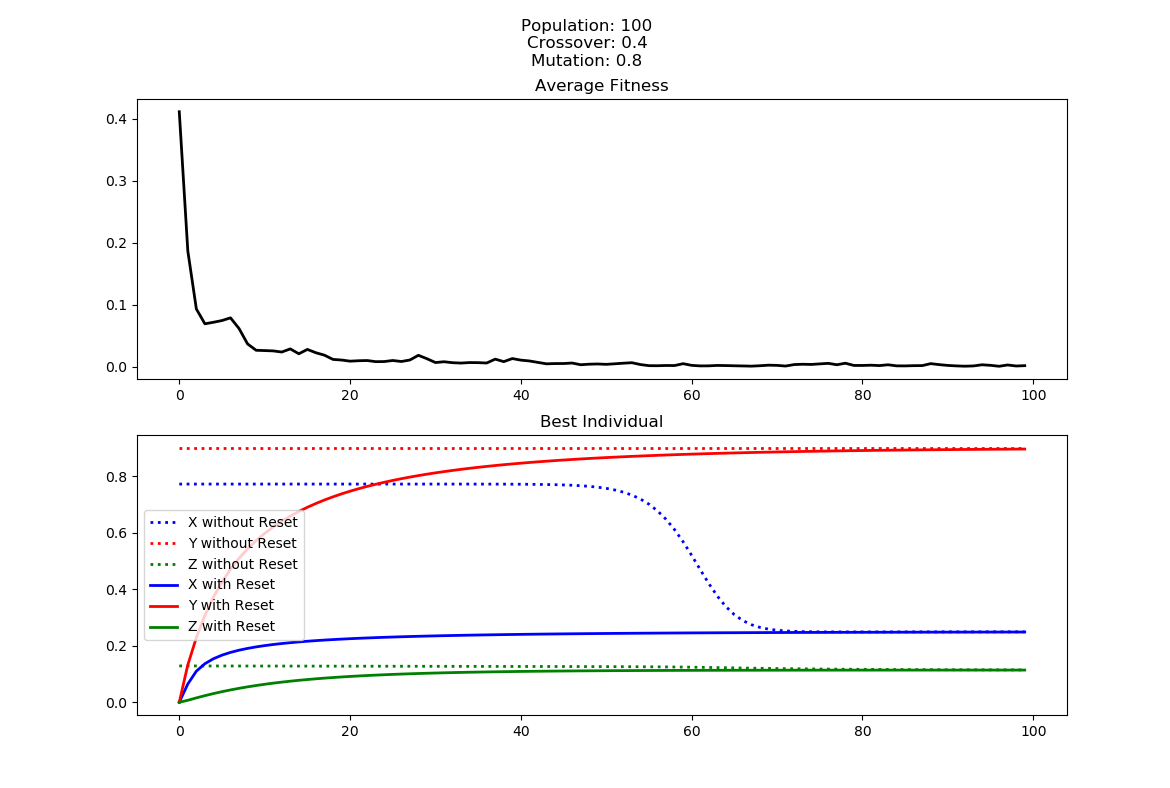 Population: 100
Crossover: 0.4
Mutation: 0.8
Average Fitness
0.4
0.3
0.2
0.1
0.0
0 20 40 60 80 100
Best Individual
0.8
0.6
0.4
0.2
0.0
X without Reset
Y without Reset
Z without Reset
X with Reset
Y with Reset
Z with Reset
0 20 40 60 80 100